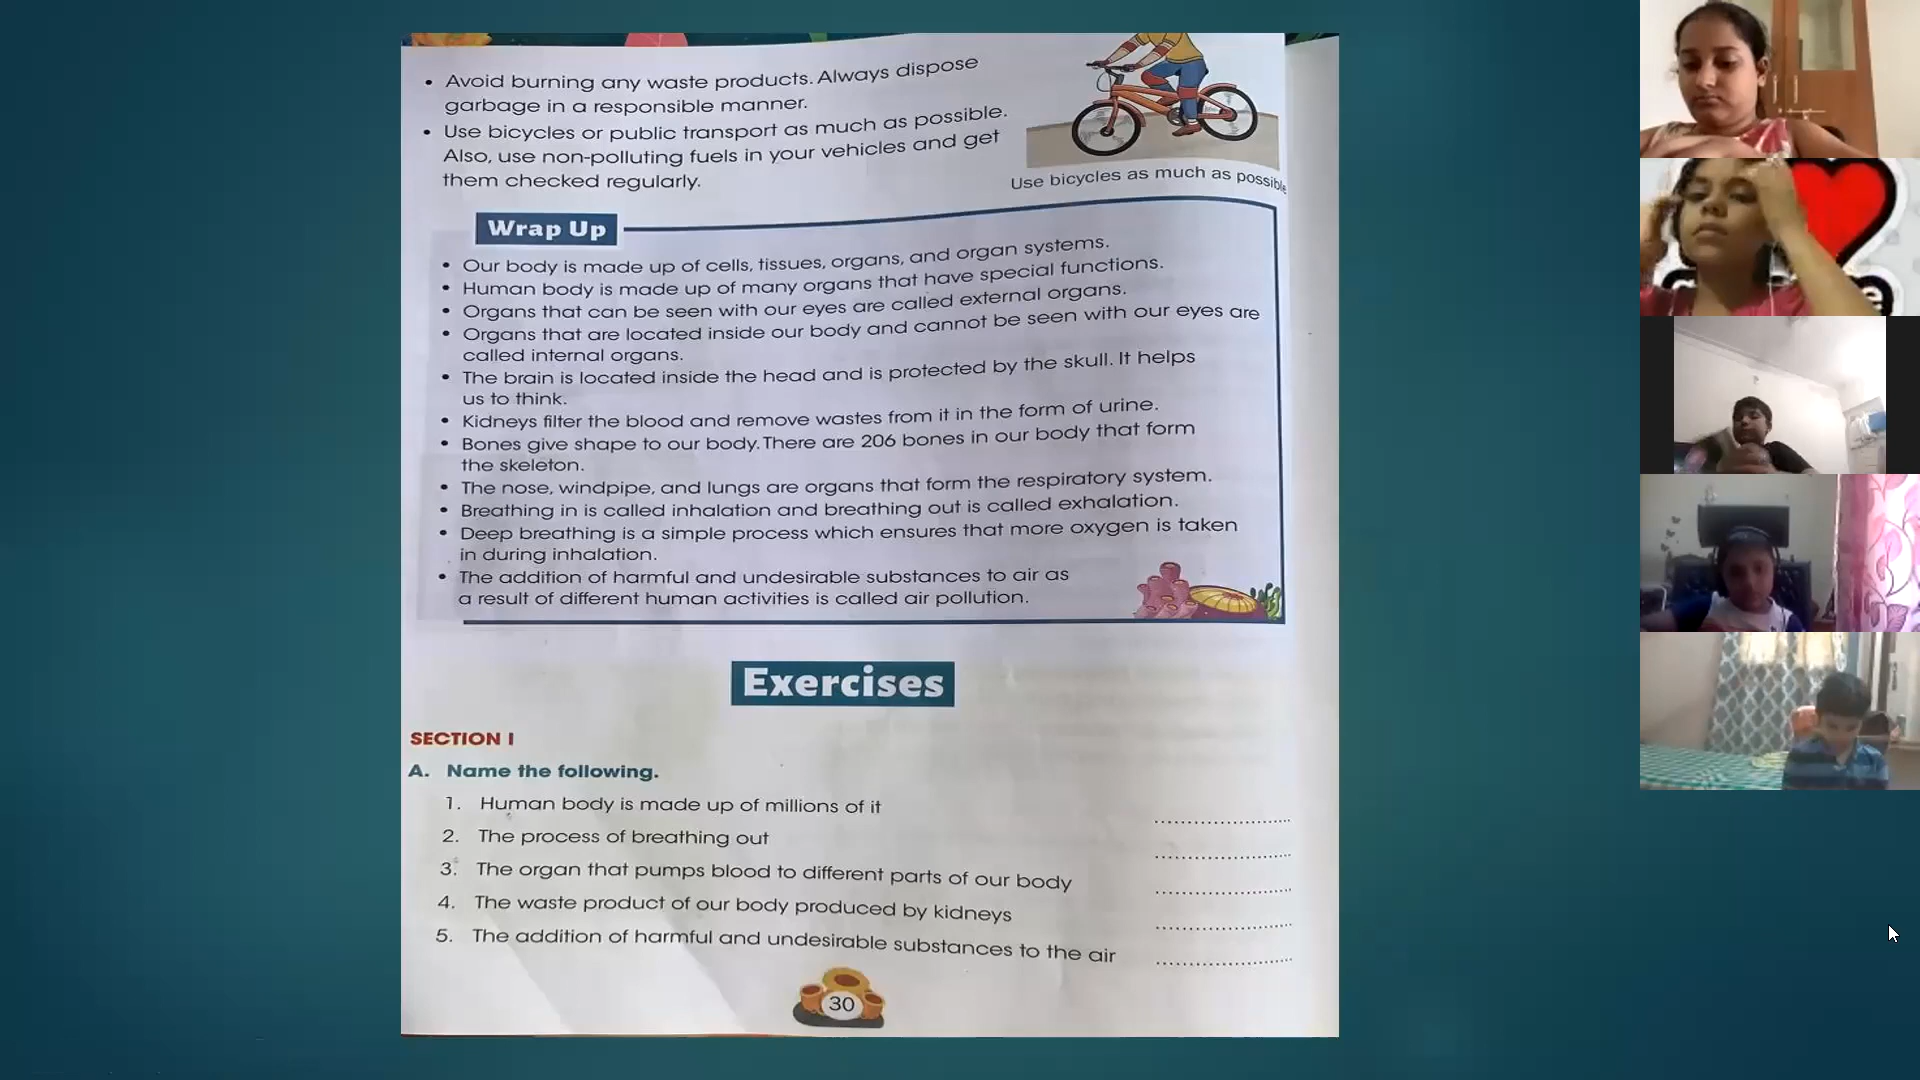 • Avoid burning any waste products. Always dispose
garbage in a responsible manner.
• Use bicycles or public transport as much as possible.
Also, use non-polluting fuels in your vehicles and get
them checked regularly.
Use bicycles as much as possible
Wrap Up
• Our body is made up of cells, tissues, organs, and organ systems.
• Human body is made up of many organs that have special functions.
• Organs that can be seen with our eyes are called external organs.
• Organs that are located inside our body and cannot be seen with our eyes are
called internal organs.
• The brain is located inside the head and is protected by the skull. It helps
us to think.
• Kidneys filter the blood and remove wastes from it in the form of urine.
• Bones give shape to our body. There are 206 bones in our body that form
the skeleton.
• The nose, windpipe, and lungs are organs that form the respiratory system.
• Breathing in is called inhalation and breathing out is called exhalation.
• Deep breathing is a simple process which ensures that more oxygen is taken
in during inhalation.
• The addition of harmful and undesirable substances to air as
a result of different human activities is called air pollution.
Exercises
SECTION I
A. Name the following.
1. Human body is made up of millions of it ........................
2. The process of breathing out ........................
3. The organ that pumps blood to different parts of our body ........................
4. The waste product of our body produced by kidneys ........................
5. The addition of harmful and undesirable substances to the air ........................
30